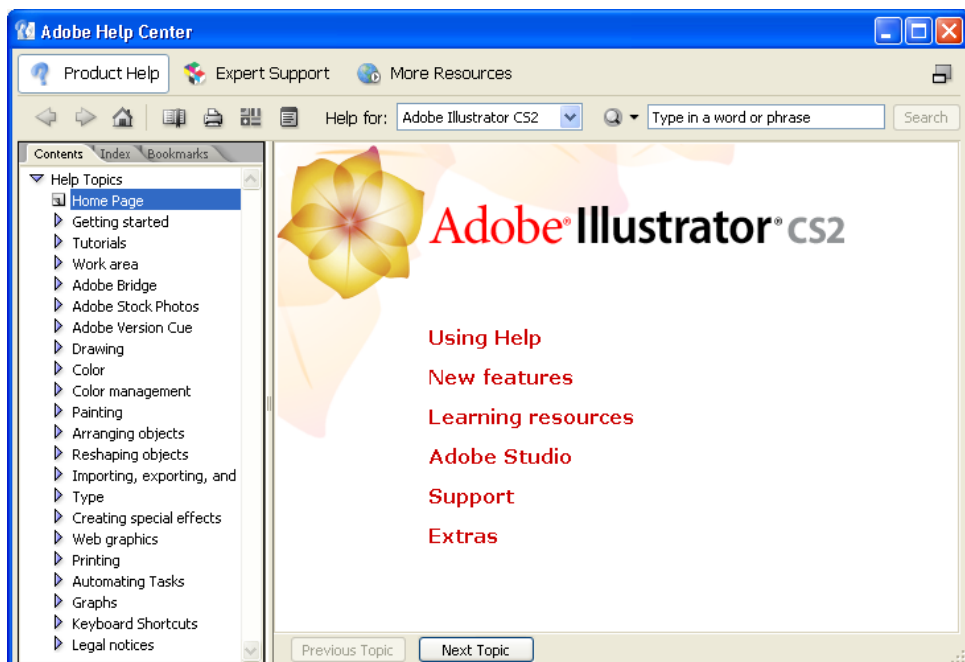 Adobe Help Center
Product Help Expert Support More Resources
Help for: Adobe Illustrator CS2 Type in a word or phrase Search
Contents Index Bookmarks
Help Topics
Home Page
Getting started
Tutorials
Work area
Adobe Bridge
Adobe Stock Photos
Adobe Version Cue
Drawing
Color
Color management
Painting
Arranging objects
Reshaping objects
Importing, exporting, and
Type
Creating special effects
Web graphics
Printing
Automating Tasks
Graphs
Keyboard Shortcuts
Legal notices
Adobe® Illustrator® CS2
Using Help
New features
Learning resources
Adobe Studio
Support
Extras
Previous Topic Next Topic